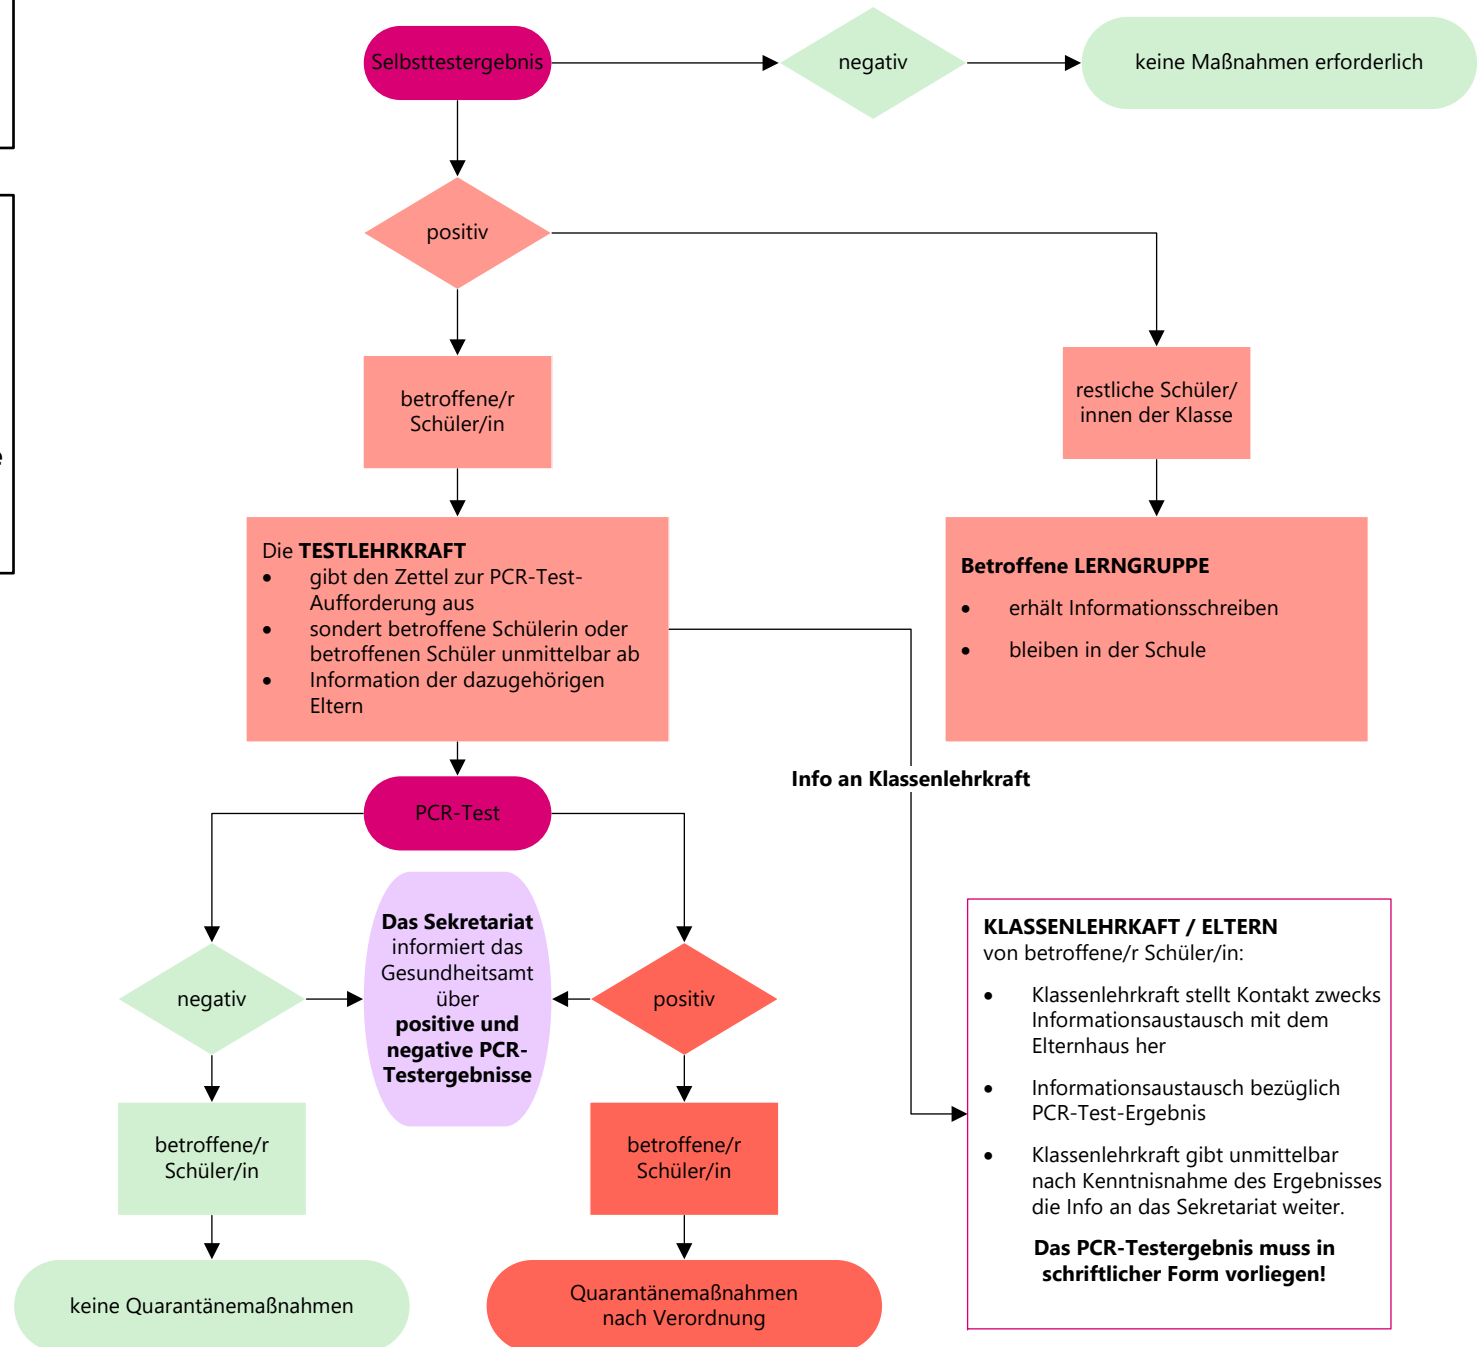 Selbsttestergebnis
negativ
keine Maßnahmen erforderlich
positiv
betroffene/r
Schüler/in
restliche Schüler/
innen der Klasse
Die TESTLEHRKRAFT
• gibt den Zettel zur PCR-Test-
Aufforderung aus
• sondert betroffene Schülerin oder
betroffenen Schüler unmittelbar ab
• Information der dazugehörigen
Eltern
Betroffene LERNGRUPPE
• erhält Informationsschreiben
• bleiben in der Schule
Info an Klassenlehrkraft
PCR-Test
Das Sekretariat
informiert das
Gesundheitsamt
über
positive und
negative PCR-
Testergebnisse
negativ
positiv
betroffene/r
Schüler/in
betroffene/r
Schüler/in
keine Quarantänemaßnahmen
Quarantänemaßnahmen
nach Verordnung
KLASSENLEHRKAFT / ELTERN
von betroffene/r Schüler/in:
• Klassenlehrkraft stellt Kontakt zwecks
Informationsaustausch mit dem
Elternhaus her
• Informationsaustausch bezüglich
PCR-Test-Ergebnis
• Klassenlehrkraft gibt unmittelbar
nach Kenntnisnahme des Ergebnisses
die Info an das Sekretariat weiter.
Das PCR-Testergebnis muss in
schriftlicher Form vorliegen!